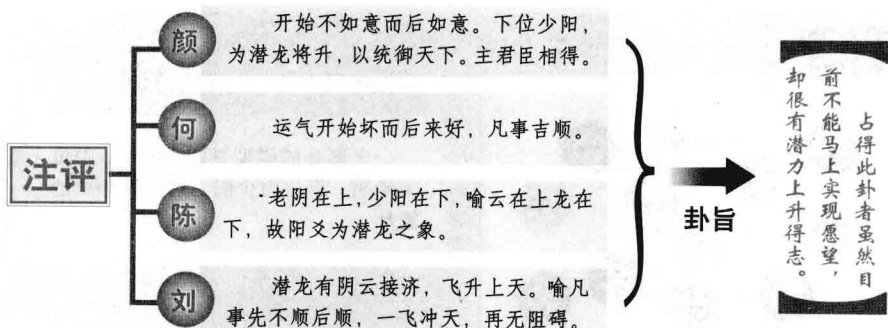 注评
颜
开始不如意而后如意。下位少阳，
为潜龙将升，以统御天下。主君臣相得。
何
运气开始坏而后来好，凡事吉顺。
陈
·老阴在上，少阳在下，喻云在上龙在
下，故阳爻为潜龙之象。
刘
潜龙有阴云接济，飞升上天。喻凡
事先不顺后顺，一飞冲天，再无阻碍。
卦旨
占得此卦者虽然目
前不能马上实现愿望，
却很有潜力上升得志。